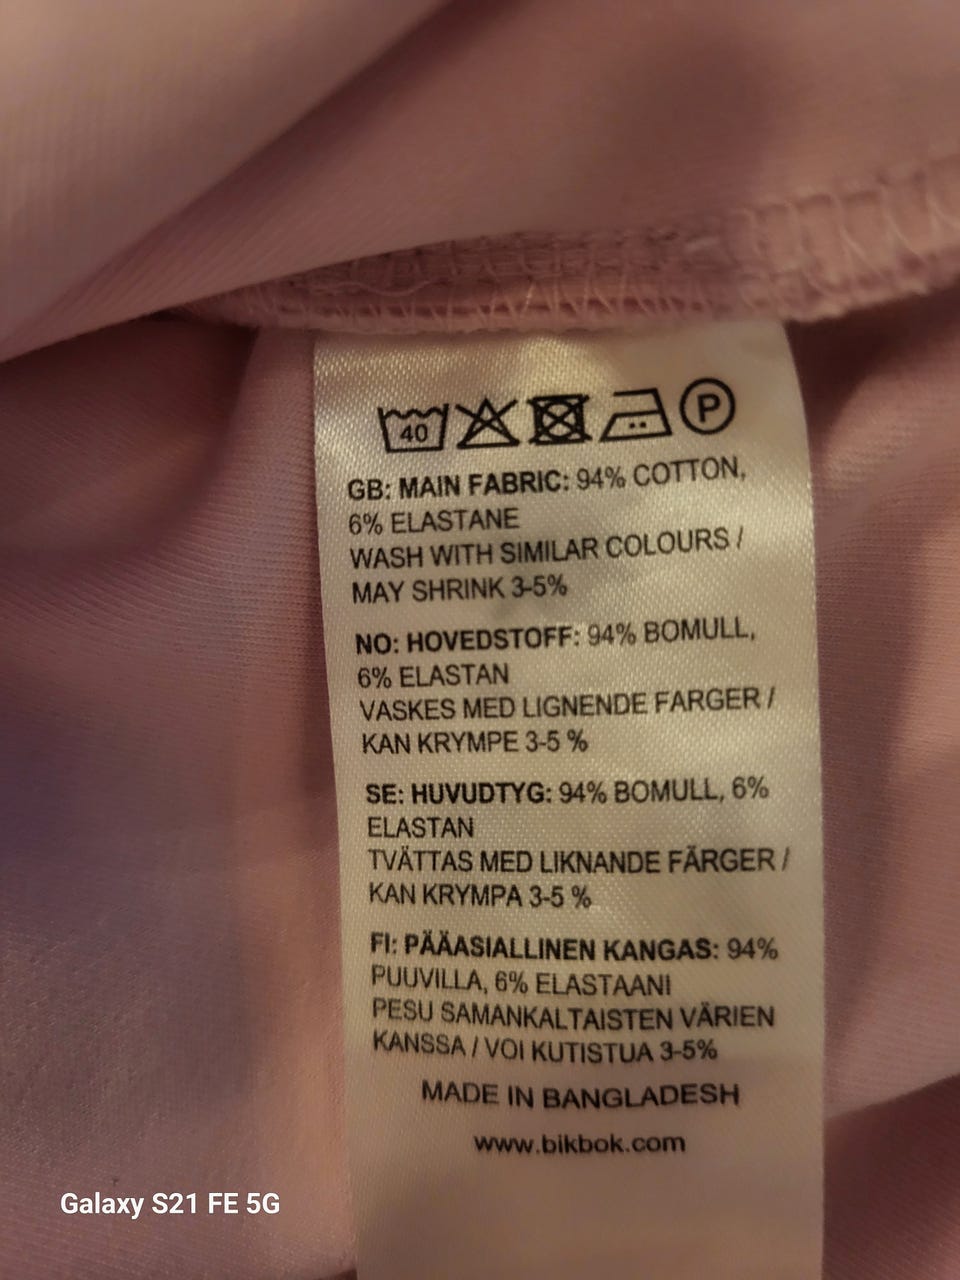 40 P
GB: MAIN FABRIC: 94% COTTON,
6% ELASTANE
WASH WITH SIMILAR COLOURS /
MAY SHRINK 3-5%
NO: HOVEDSTOFF: 94% BOMULL,
6% ELASTAN
VASKES MED LIGNENDE FARGER /
KAN KRYMPE 3-5 %
SE: HUVUDTYG: 94% BOMULL, 6%
ELASTAN
TVÄTTAS MED LIKNANDE FÄRGER /
KAN KRYMPA 3-5 %
FI: PÄÄASIALLINEN KANGAS: 94%
PUUVILLA, 6% ELASTAANI
PESU SAMANKALTAISTEN VÄRIEN
KANSSA / VOI KUTISTUA 3-5%
MADE IN BANGLADESH
www.bikbok.com
Galaxy S21 FE 5G